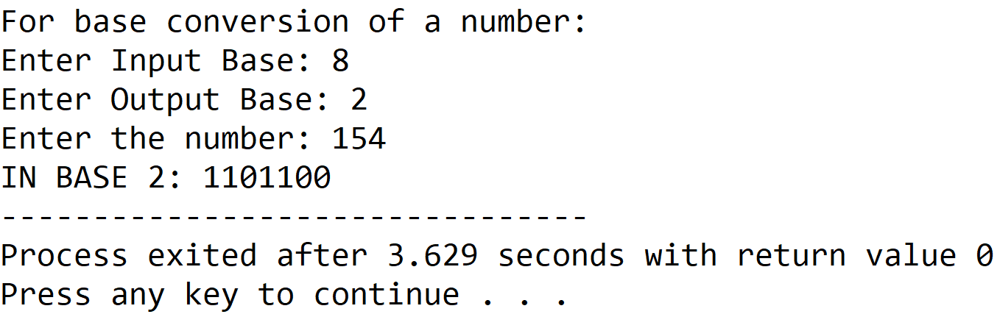 For base conversion of a number:
Enter Input Base: 8
Enter Output Base: 2
Enter the number: 154
IN BASE 2: 1101100
--------------------------------
Process exited after 3.629 seconds with return value 0
Press any key to continue . . .